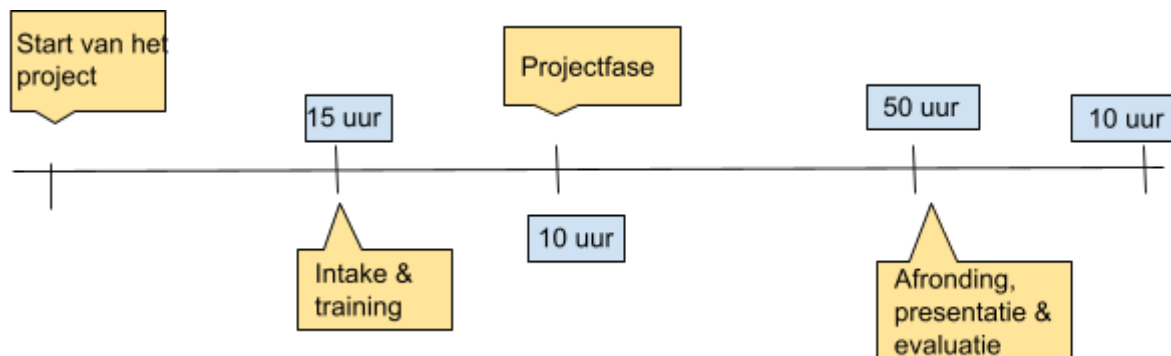 Start van het
project
15 uur
Intake &
training
Projectfase
10 uur
50 uur
Afronding,
presentatie &
evaluatie
10 uur